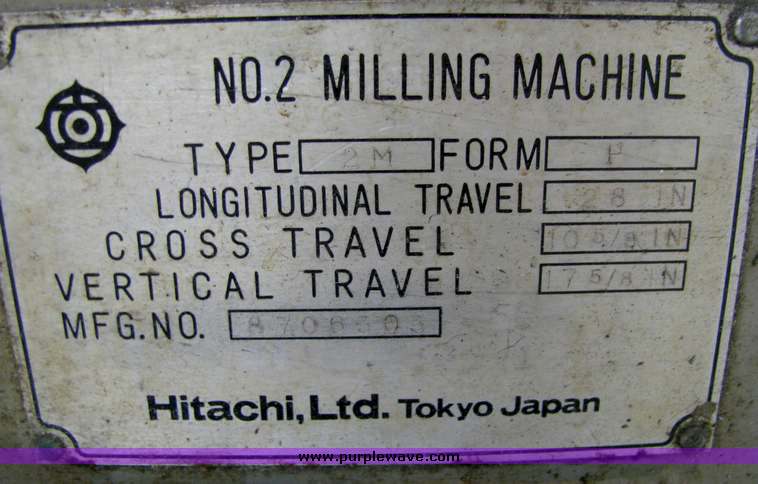 NO.2 MILLING MACHINE
TYPE 2M FORM P
LONGITUDINAL TRAVEL 28 IN
CROSS TRAVEL 10 5/8 IN
VERTICAL TRAVEL 17 5/8 IN
MFG.NO. 8706503
Hitachi, Ltd. Tokyo Japan
www.purplewave.com